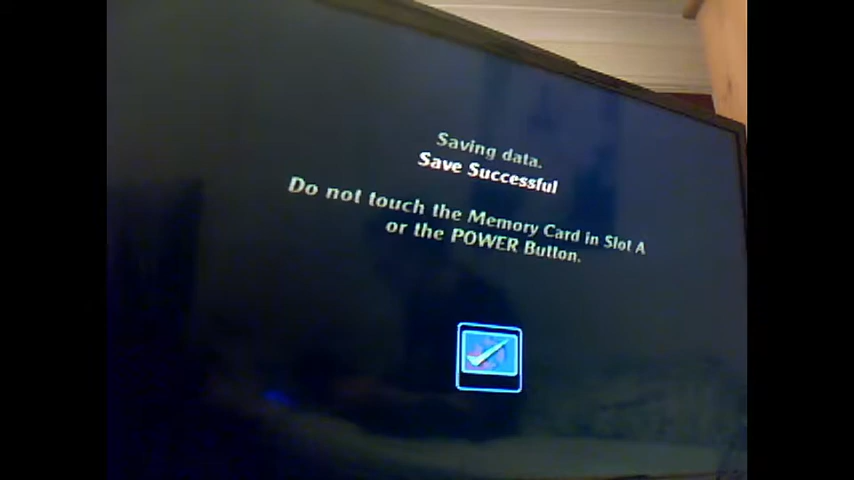 Saving data.
Save Successful
Do not touch the Memory Card in Slot A
or the POWER Button.